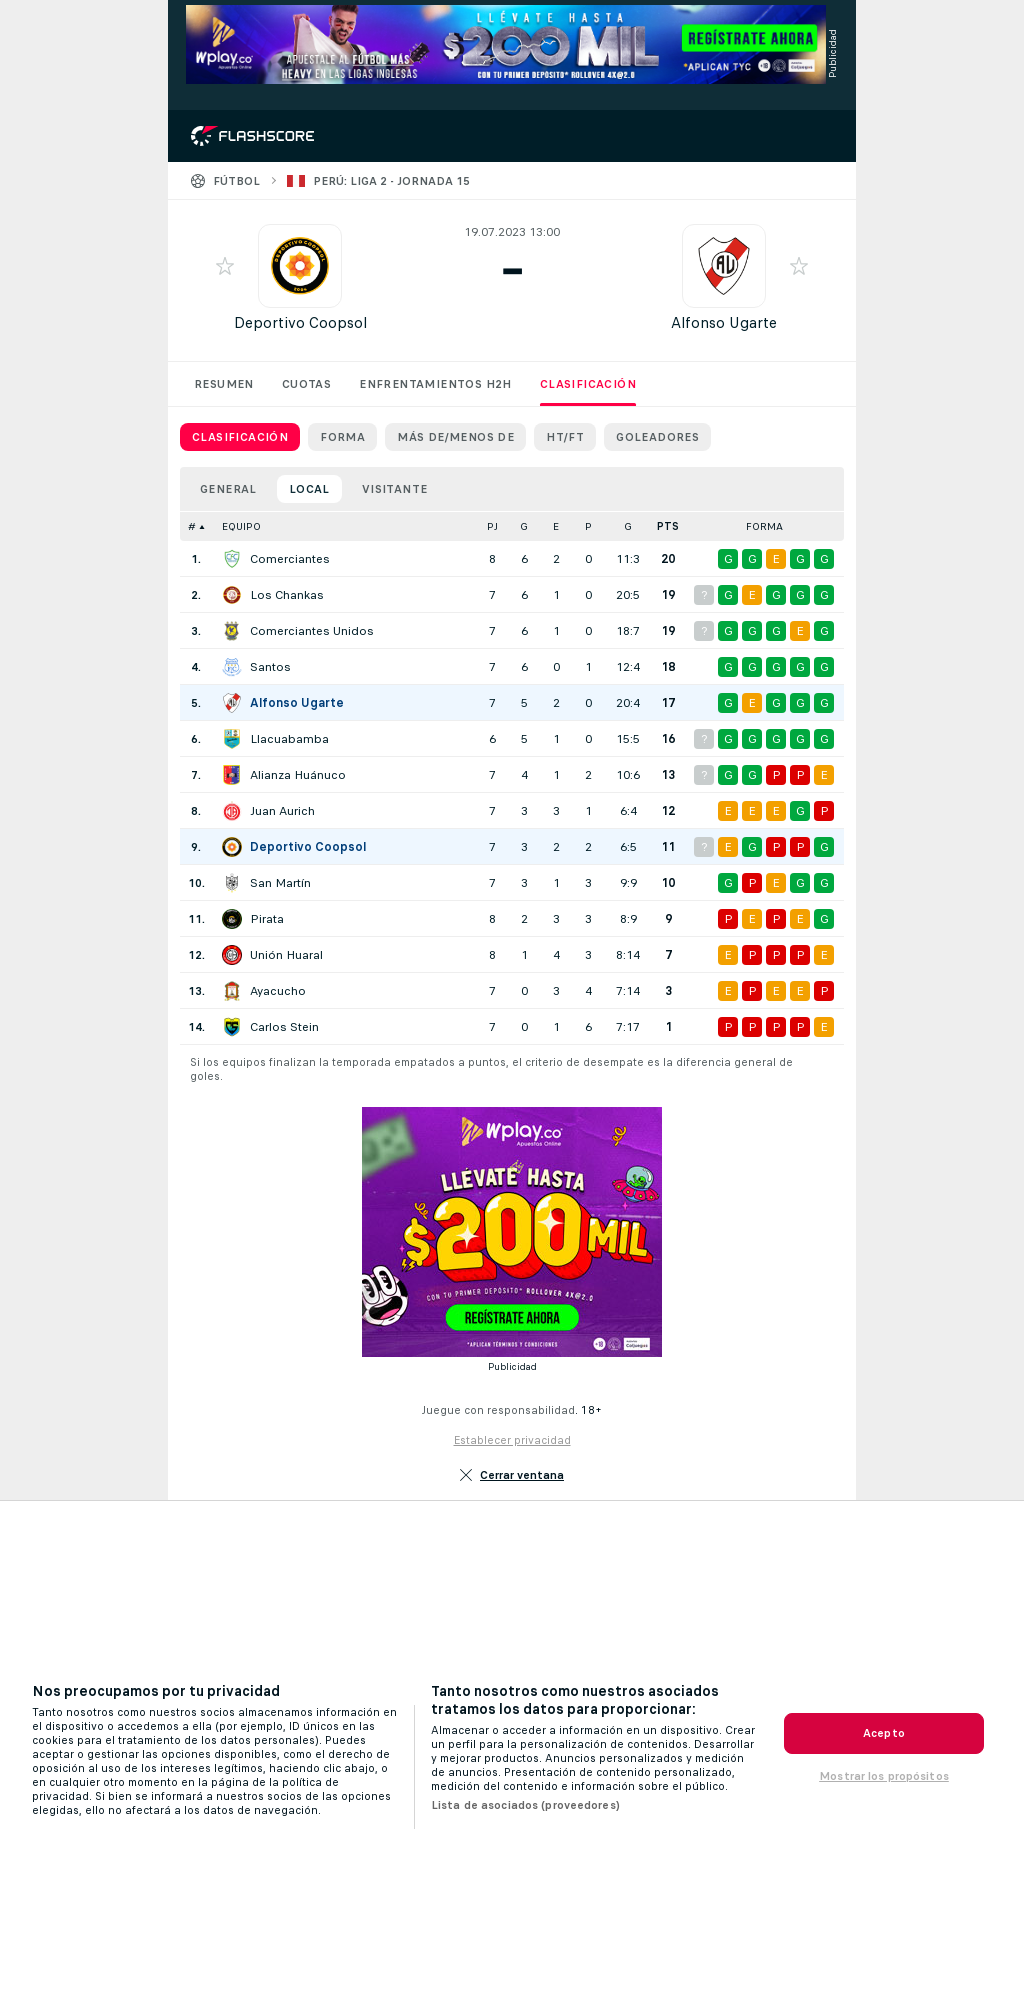 Wplay.co
Apuestas Online
APUÉSTALE AL FÚTBOL MÁS
HEAVY EN LAS LIGAS INGLESAS
LLÉVATE HASTA
$200 MIL
CON TU PRIMER DEPÓSITO* ROLLOVER 4X@2.0
REGÍSTRATE AHORA
*APLICAN TYC
+18
Coljuegos
Publicidad
FLASHSCORE
FÚTBOL
PERÚ: LIGA 2 - JORNADA 15
19.07.2023 13:00
-
Deportivo Coopsol
Alfonso Ugarte
RESUMEN CUOTAS ENFRENTAMIENTOS H2H CLASIFICACIÓN
CLASIFICACIÓN FORMA MÁS DE/MENOS DE HT/FT GOLEADORES
GENERAL LOCAL VISITANTE
# EQUIPO PJ G E P G PTS FORMA
1. Comerciantes 8 6 2 0 11:3 20 G G E G G
2. Los Chankas 7 6 1 0 20:5 19 ? G E G G G
3. Comerciantes Unidos 7 6 1 0 18:7 19 ? G G G E G
4. Santos 7 6 0 1 12:4 18 G G G G G
5. Alfonso Ugarte 7 5 2 0 20:4 17 G E G G G
6. Llacuabamba 6 5 1 0 15:5 16 ? G G G G G
7. Alianza Huánuco 7 4 1 2 10:6 13 ? G G P P E
8. Juan Aurich 7 3 3 1 6:4 12 E E E G P
9. Deportivo Coopsol 7 3 2 2 6:5 11 ? E G P P G
10. San Martín 7 3 1 3 9:9 10 G P E G G
11. Pirata 8 2 3 3 8:9 9 P E P E G
12. Unión Huaral 8 1 4 3 8:14 7 E P P P E
13. Ayacucho 7 0 3 4 7:14 3 E P E E P
14. Carlos Stein 7 0 1 6 7:17 1 P P P P E
Si los equipos finalizan la temporada empatados a puntos, el criterio de desempate es la diferencia general de
goles.
Wplay.co
Apuestas Online
LLÉVATE HASTA
$200 MIL
CON TU PRIMER DEPÓSITO* ROLLOVER 4X@2.0
REGÍSTRATE AHORA
*APLICAN TÉRMINOS Y CONDICIONES
+18
Coljuegos
Publicidad
Juegue con responsabilidad. 18+
Establecer privacidad
Cerrar ventana
Nos preocupamos por tu privacidad
Tanto nosotros como nuestros socios almacenamos información en
el dispositivo o accedemos a ella (por ejemplo, ID únicos en las
cookies para el tratamiento de los datos personales). Puedes
aceptar o gestionar las opciones disponibles, como el derecho de
oposición al uso de los intereses legítimos, haciendo clic abajo, o
en cualquier otro momento en la página de la política de
privacidad. Si bien se informará a nuestros socios de las opciones
elegidas, ello no afectará a los datos de navegación.
Tanto nosotros como nuestros asociados
tratamos los datos para proporcionar:
Almacenar o acceder a información en un dispositivo. Crear
un perfil para la personalización de contenidos. Desarrollar
y mejorar productos. Anuncios personalizados y medición
de anuncios. Presentación de contenido personalizado,
medición del contenido e información sobre el público.
Lista de asociados (proveedores)
Acepto
Mostrar los propósitos